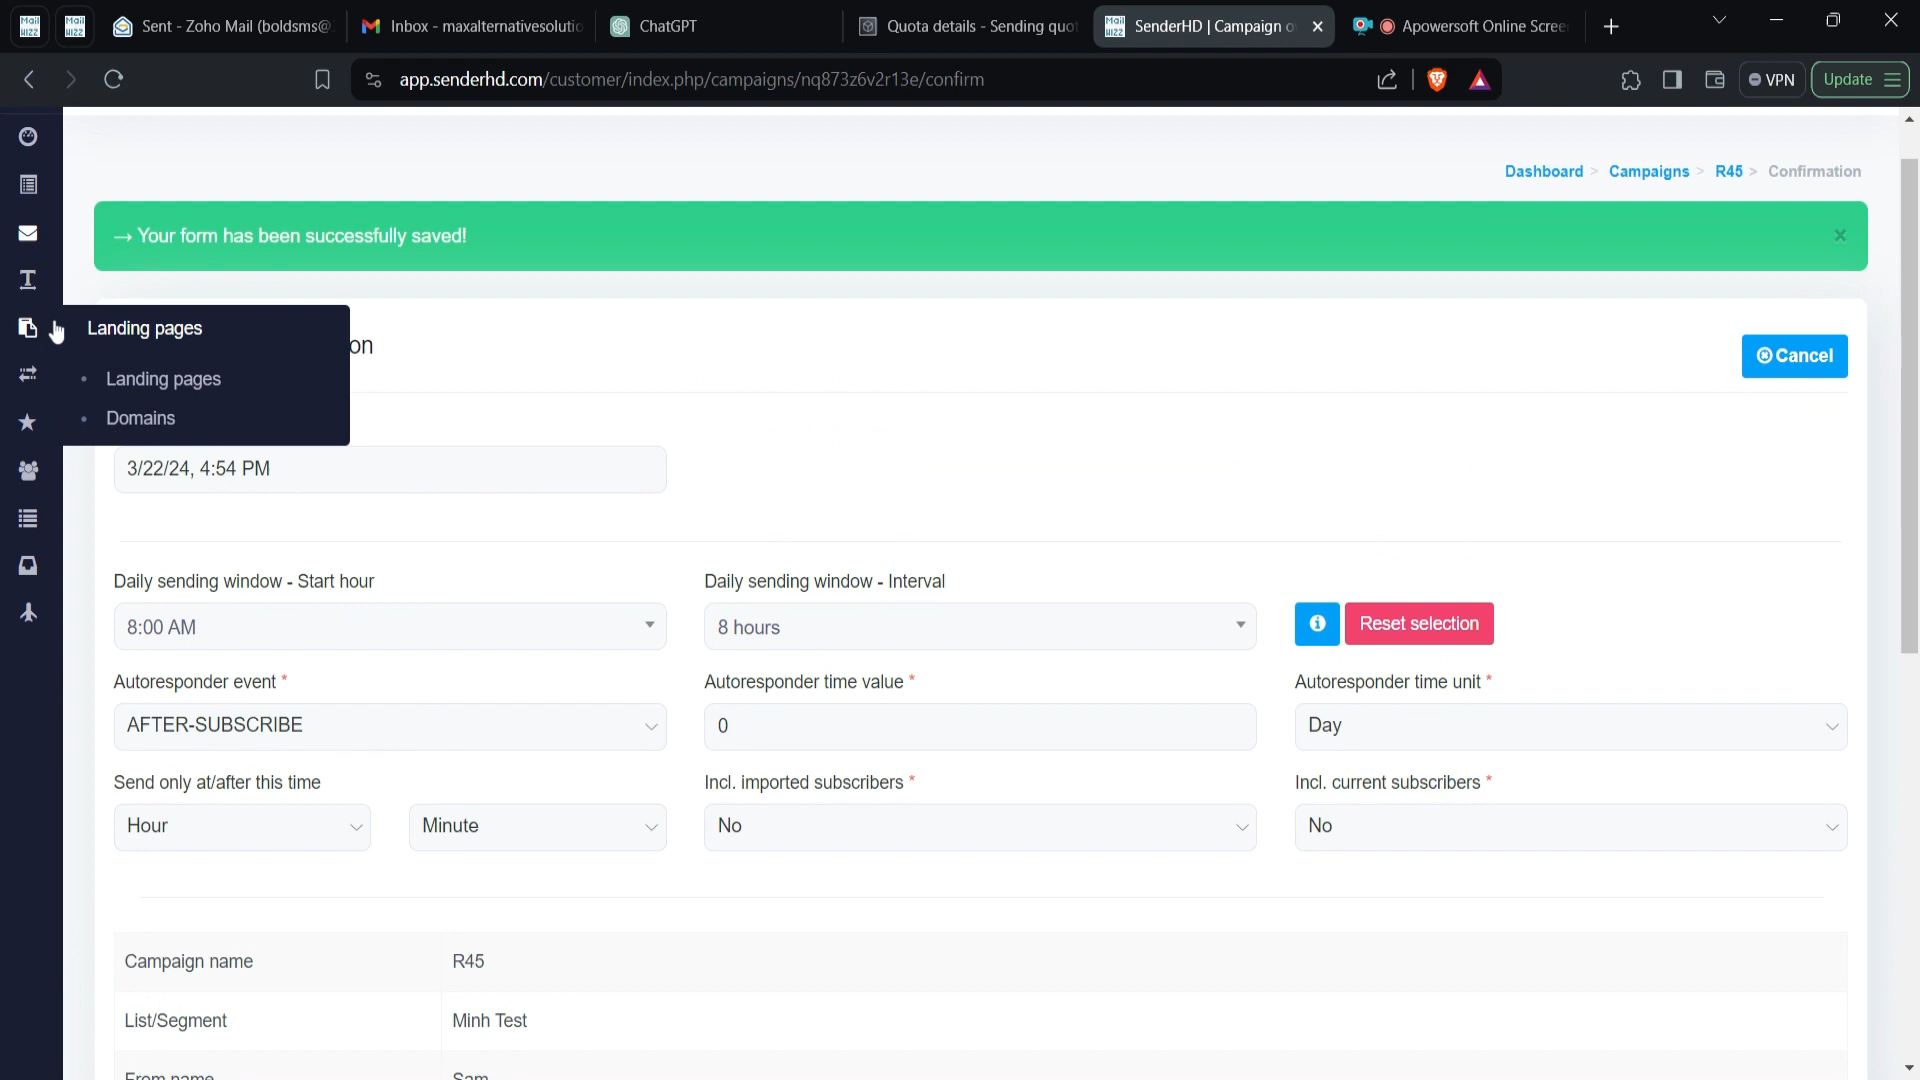 Sent - Zoho Mail (boldsms@
Inbox - maxalternativesolutio
ChatGPT
Quota details - Sending quot
SenderHD | Campaign o
Apowersoft Online Scree
app.senderhd.com/customer/index.php/campaigns/nq873z6v2r13e/confirm
VPN
Update
Dashboard > Campaigns > R45 > Confirmation
→ Your form has been successfully saved!
×
Landing pages
on
Cancel
• Landing pages
• Domains
3/22/24, 4:54 PM
Daily sending window - Start hour
Daily sending window - Interval
8:00 AM
8 hours
Reset selection
Autoresponder event *
Autoresponder time value *
Autoresponder time unit *
AFTER-SUBSCRIBE
0
Day
Send only at/after this time
Incl. imported subscribers *
Incl. current subscribers *
Hour
Minute
No
No
Campaign name
R45
List/Segment
Minh Test
From name
Sam